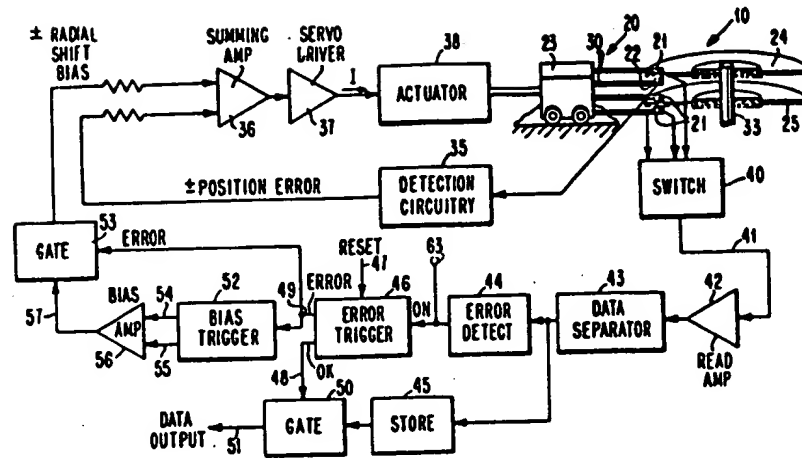 ± RADIAL
SHIFT
BIAS
SUMMING
AMP
36
SERVO
DRIVER
37
I
38
ACTUATOR
23
30
20
22
21
10
24
21
33
25
±POSITION ERROR
35
DETECTION
CIRCUITRY
SWITCH
40
41
GATE
53
ERROR
RESET
47
63
52
BIAS
TRIGGER
49
ERROR
46
ERROR
TRIGGER
ON
44
ERROR
DETECT
43
DATA
SEPARATOR
42
READ
AMP
57
BIAS
AMP
56
54
55
48
OK
50
GATE
45
STORE
DATA
OUTPUT
51